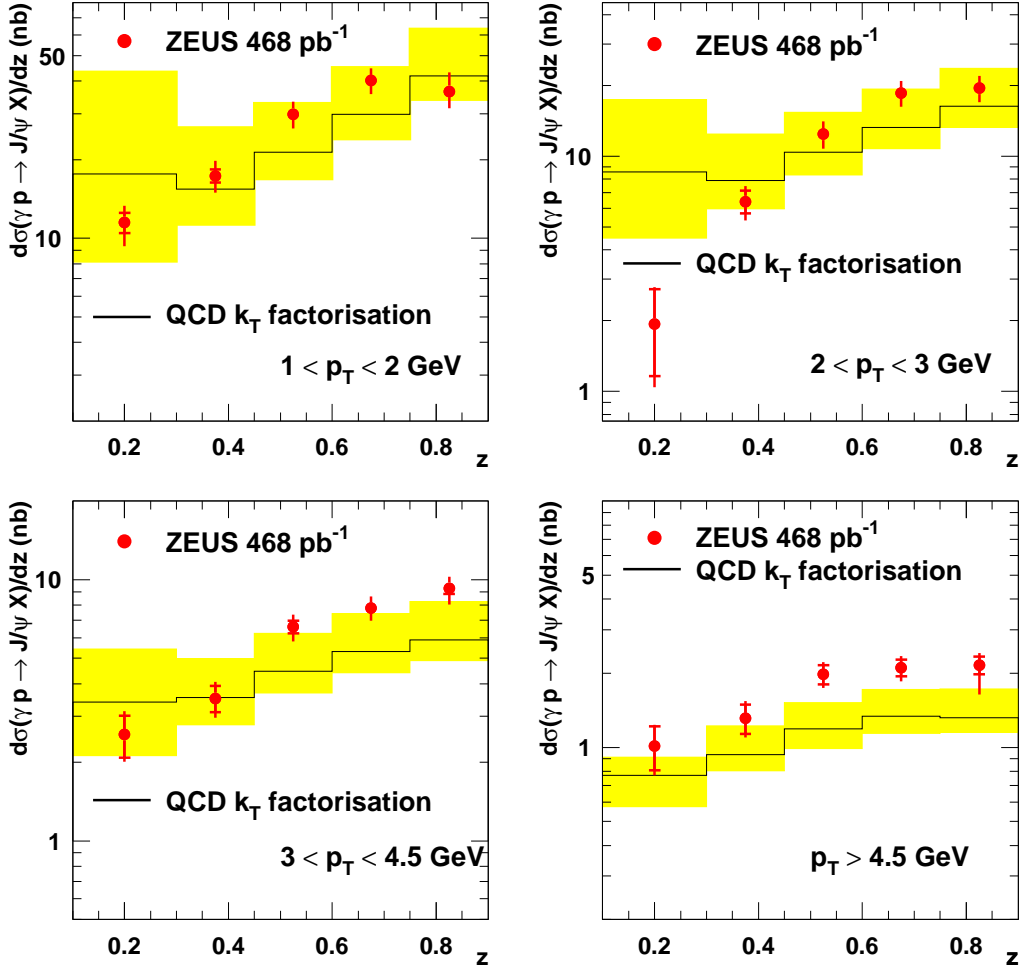 dσ(γ p → J/ψ X)/dz (nb)
50
10
ZEUS 468 pb-1
QCD kT factorisation
1 < pT < 2 GeV
0.2 0.4 0.6 0.8
z
dσ(γ p → J/ψ X)/dz (nb)
10
1
ZEUS 468 pb-1
QCD kT factorisation
2 < pT < 3 GeV
0.2 0.4 0.6 0.8
z
dσ(γ p → J/ψ X)/dz (nb)
10
1
ZEUS 468 pb-1
QCD kT factorisation
3 < pT < 4.5 GeV
0.2 0.4 0.6 0.8
z
dσ(γ p → J/ψ X)/dz (nb)
5
1
ZEUS 468 pb-1
QCD kT factorisation
pT > 4.5 GeV
0.2 0.4 0.6 0.8
z